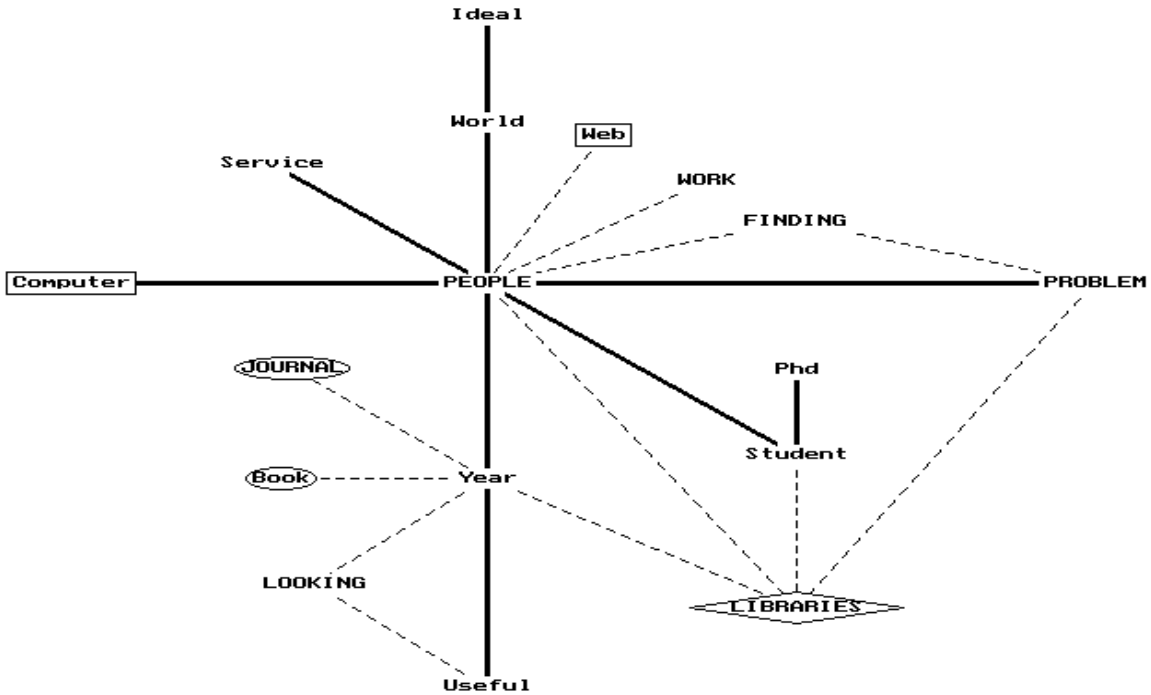 Ideal
World
Web
Service
WORK
FINDING
Computer
PEOPLE
PROBLEM
JOURNAL
Phd
Student
Book
Year
LOOKING
LIBRARIES
Useful